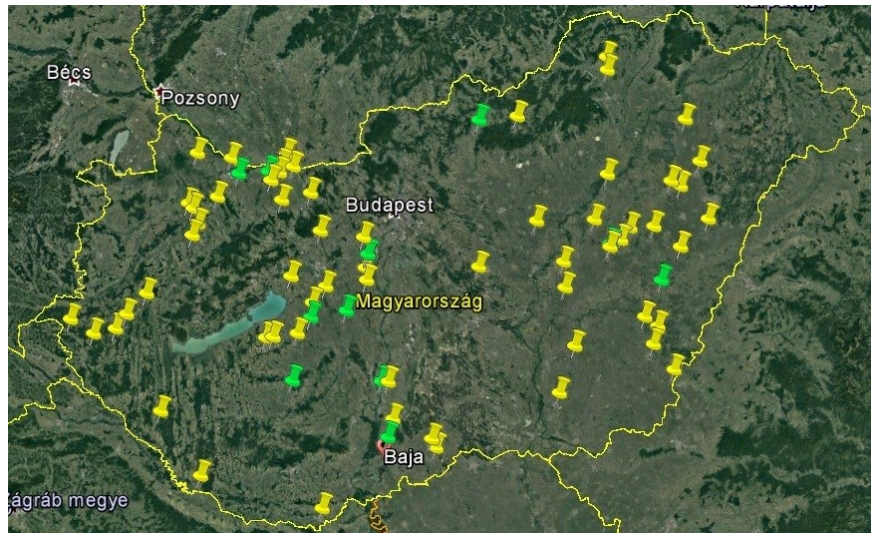 Bécs
Pozsony
Budapest
Magyarország
Baja
ágráb megye